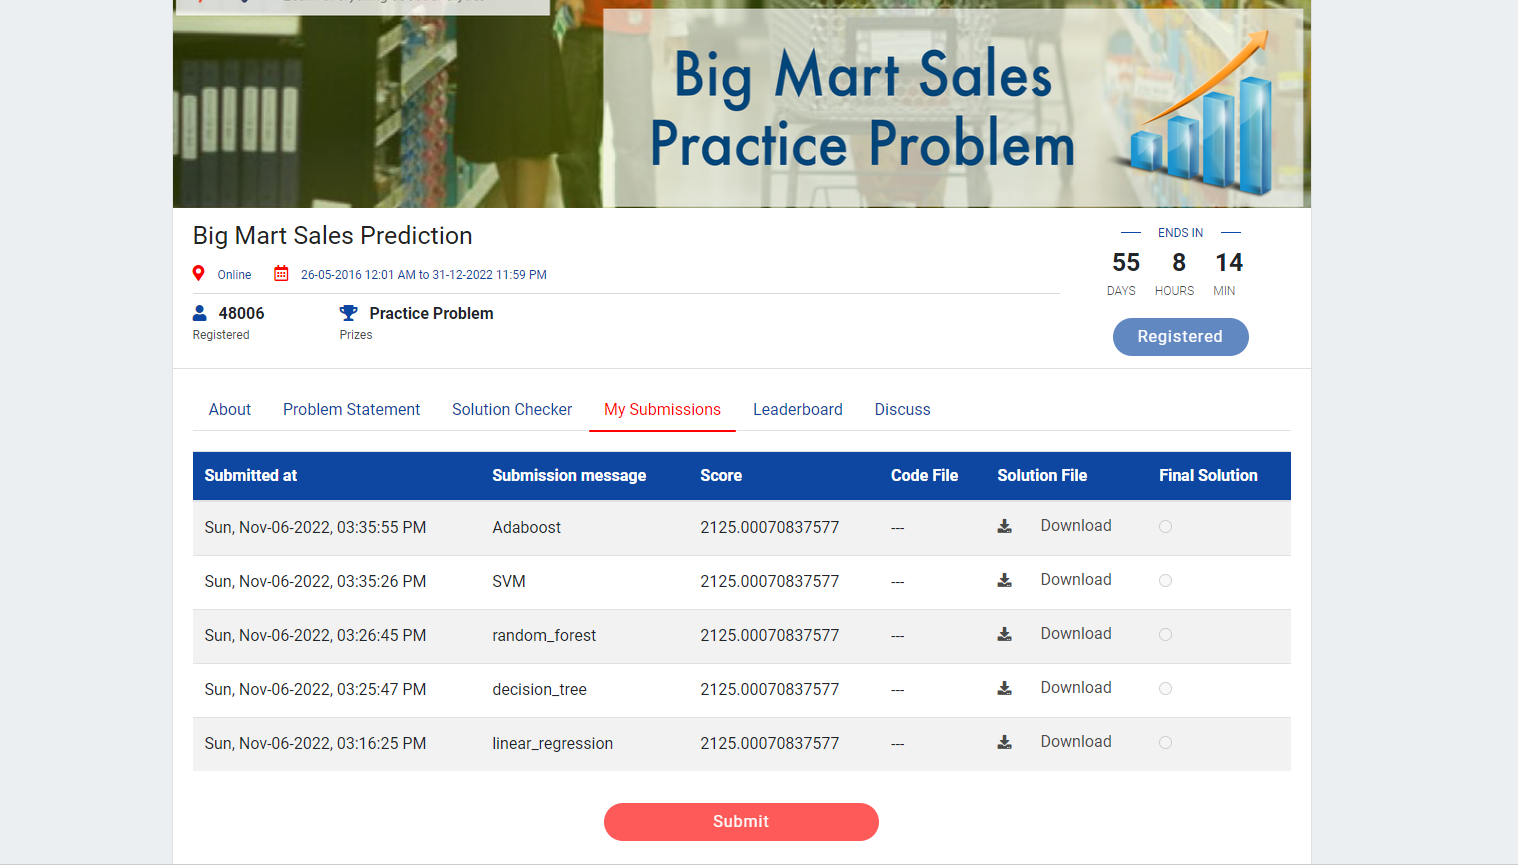 Big Mart Sales
Practice Problem
Big Mart Sales Prediction
ENDS IN
55 8 14
DAYS HOURS MIN
Online 26-05-2016 12:01 AM to 31-12-2022 11:59 PM
48006 Practice Problem
Registered Prizes
Registered
About Problem Statement Solution Checker My Submissions Leaderboard Discuss
Submitted at Submission message Score Code File Solution File Final Solution
Sun, Nov-06-2022, 03:35:55 PM Adaboost 2125.00070837577 --- Download
Sun, Nov-06-2022, 03:35:26 PM SVM 2125.00070837577 --- Download
Sun, Nov-06-2022, 03:26:45 PM random_forest 2125.00070837577 --- Download
Sun, Nov-06-2022, 03:25:47 PM decision_tree 2125.00070837577 --- Download
Sun, Nov-06-2022, 03:16:25 PM linear_regression 2125.00070837577 --- Download
Submit